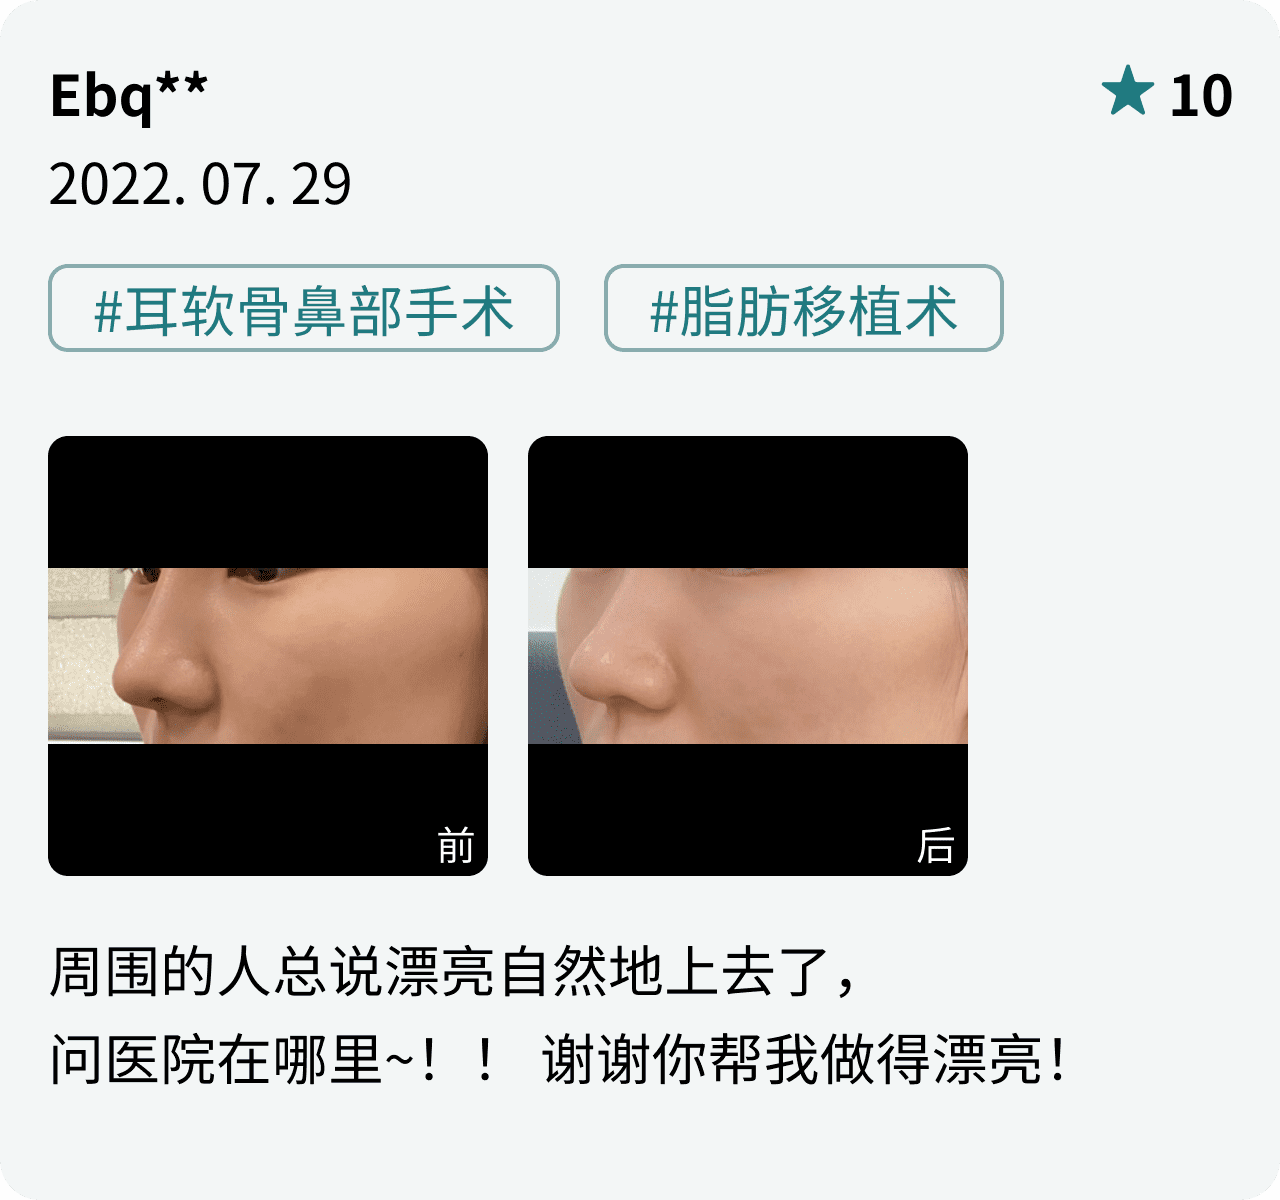 Ebq**
★ 10
2022. 07. 29
#耳软骨鼻部手术
#脂肪移植术
前
后
周围的人总说漂亮自然地上去了，
问医院在哪里~！！ 谢谢你帮我做得漂亮！